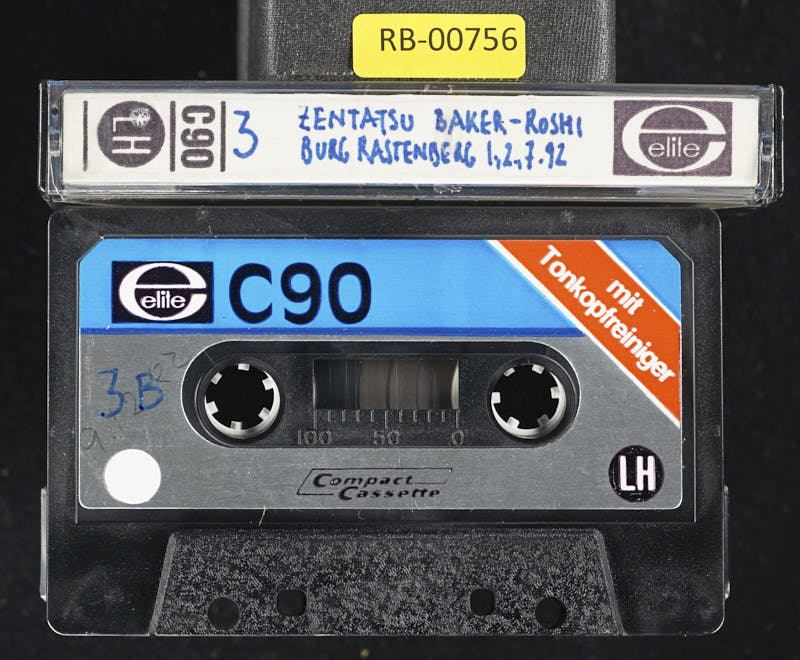 RB-00756
LH
C90
3
ZENTATSU BAKER-ROSHI
BURG RASTENBERG 1,2,7.92
elite
elite
C90
mit
Tonkopfreiniger
3B
100 50 0
Compact
Cassette
LH